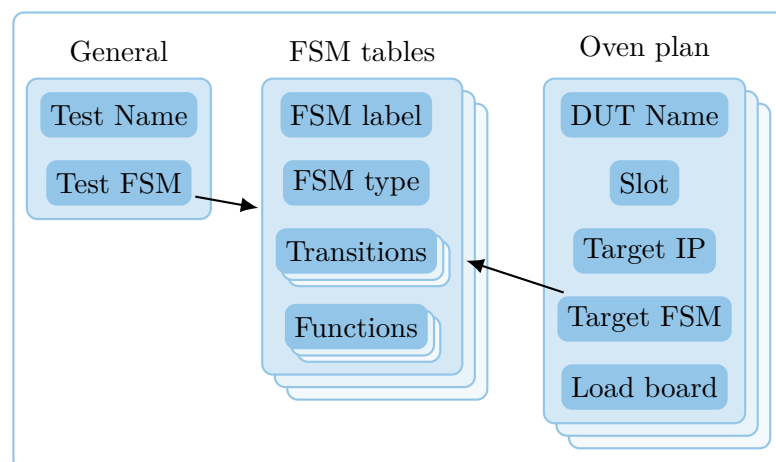 General
Test Name
Test FSM
FSM tables
FSM label
FSM type
Transitions
Functions
Oven plan
DUT Name
Slot
Target IP
Target FSM
Load board